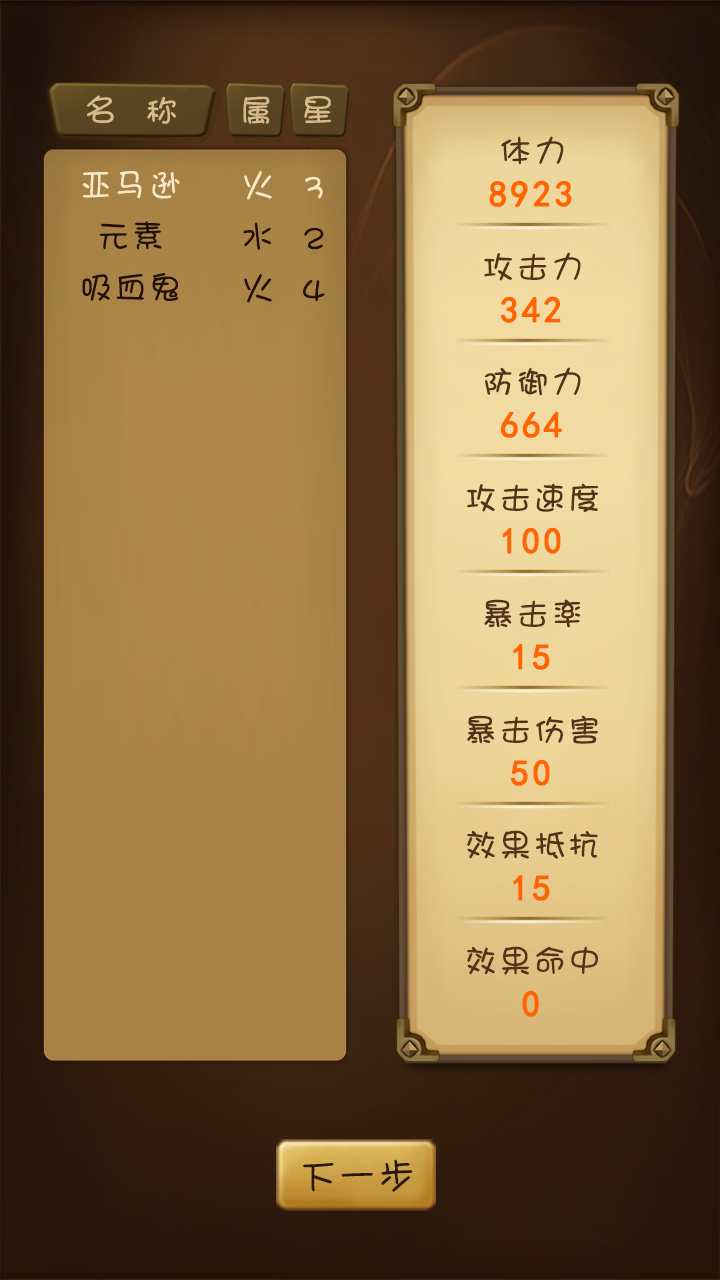 名 称 属 星
亚马逊 火 3
元素 水 2
吸血鬼 火 4
体力
8923
攻击力
342
防御力
664
攻击速度
100
暴击率
15
暴击伤害
50
效果抵抗
15
效果命中
0
下一步